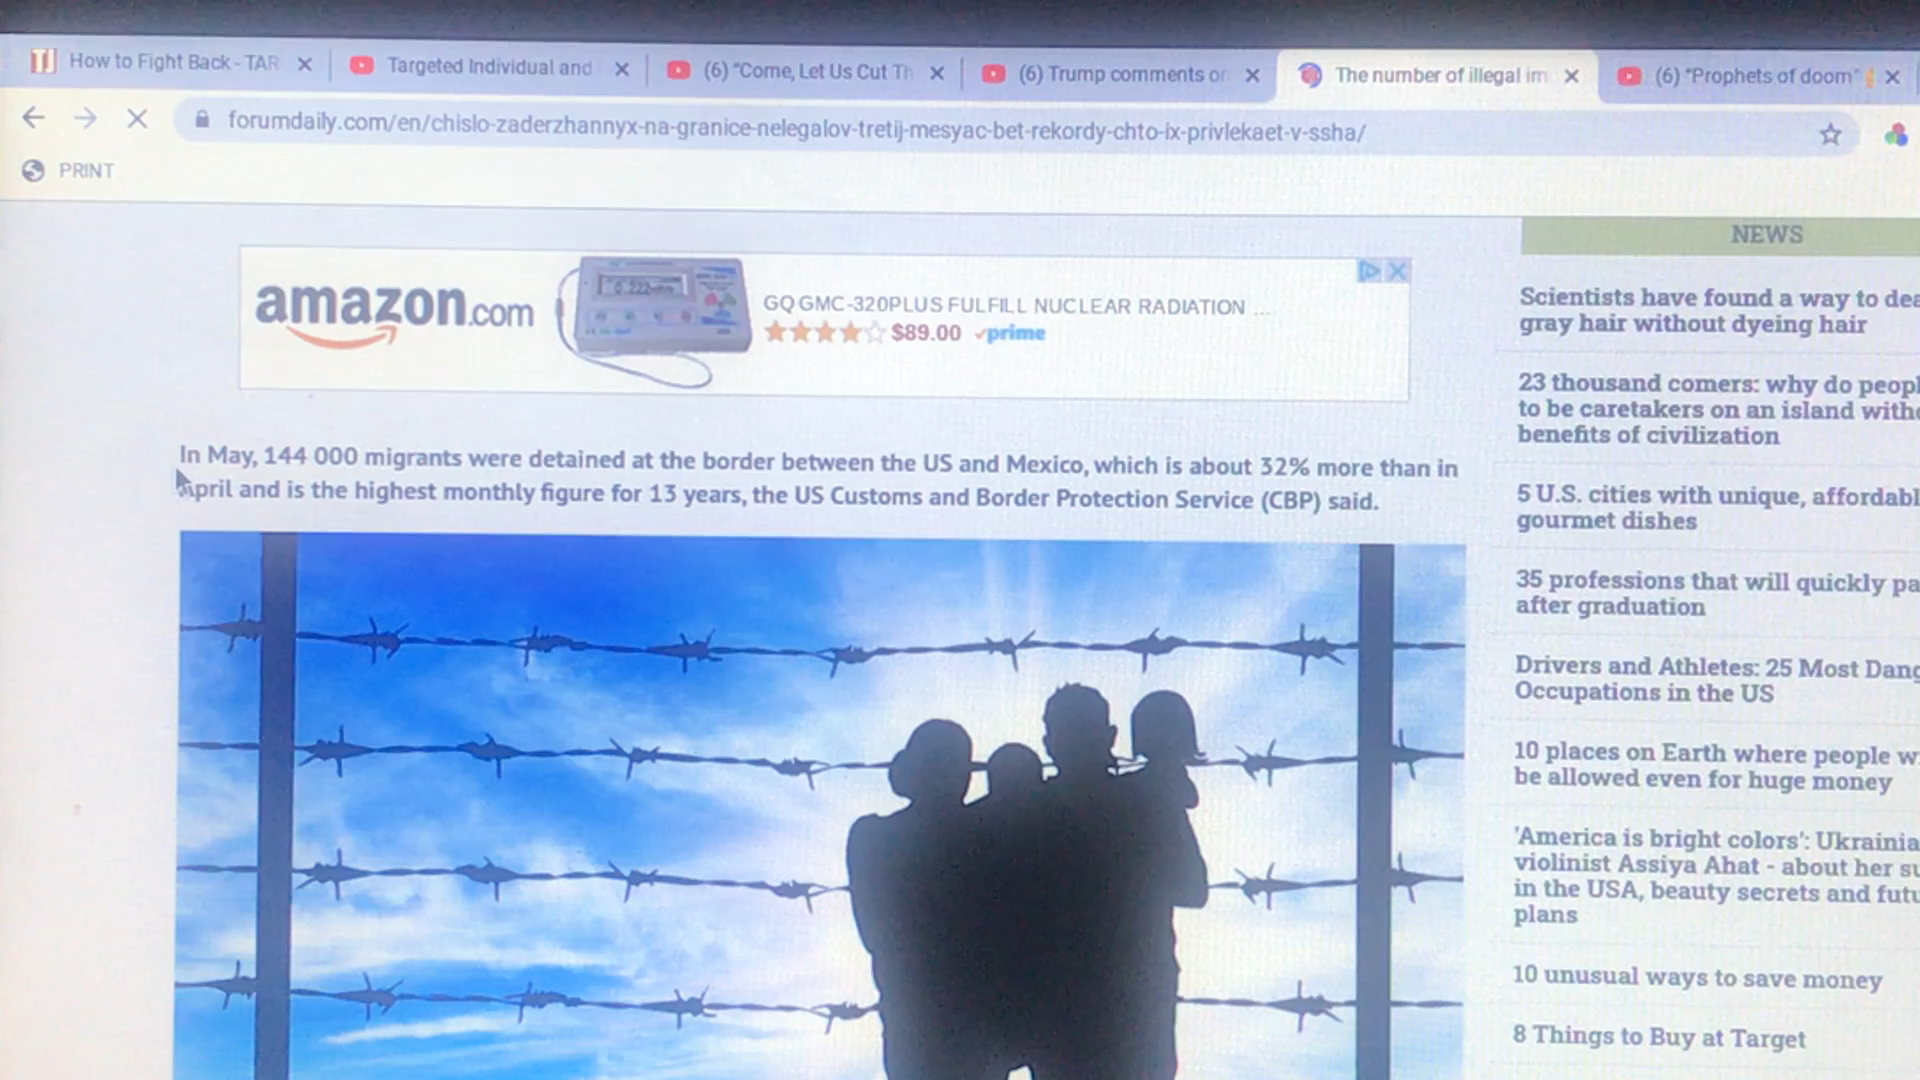 How to Fight Back - TAR
Targeted Individual and
(6) "Come, Let Us Cut Th
(6) Trump comments on
The number of illegal im
(6) "Prophets of doom"
forumdaily.com/en/chislo-zaderzhannyx-na-granice-nelegalov-tretij-mesyac-bet-rekordy-chto-ix-privlekaet-v-ssha/
PRINT
amazon.com
0.222
GQ GMC-320PLUS FULFILL NUCLEAR RADIATION ...
$89.00 prime
In May, 144 000 migrants were detained at the border between the US and Mexico, which is about 32% more than in
April and is the highest monthly figure for 13 years, the US Customs and Border Protection Service (CBP) said.
NEWS
Scientists have found a way to dea
gray hair without dyeing hair
23 thousand comers: why do peopl
to be caretakers on an island witho
benefits of civilization
5 U.S. cities with unique, affordabl
gourmet dishes
35 professions that will quickly pa
after graduation
Drivers and Athletes: 25 Most Dang
Occupations in the US
10 places on Earth where people w
be allowed even for huge money
'America is bright colors': Ukrainia
violinist Assiya Ahat - about her su
in the USA, beauty secrets and futu
plans
10 unusual ways to save money
8 Things to Buy at Target